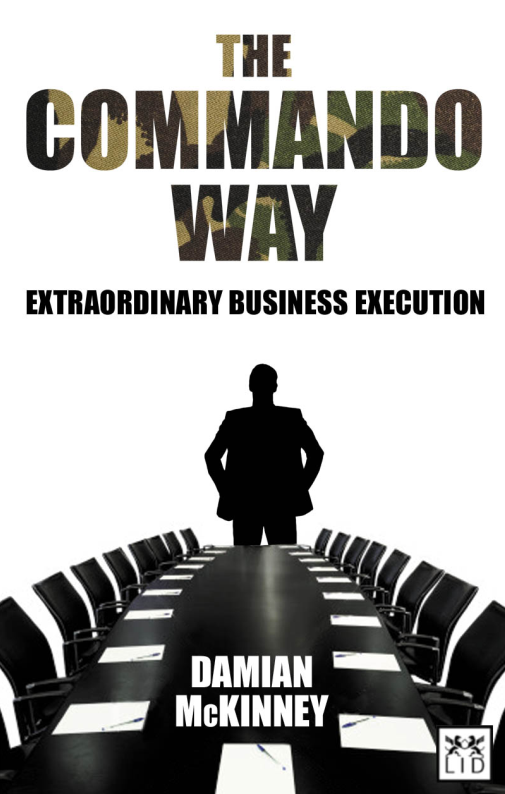 THE
COMMANDO
WAY
EXTRAORDINARY BUSINESS EXECUTION
DAMIAN
McKINNEY
LID